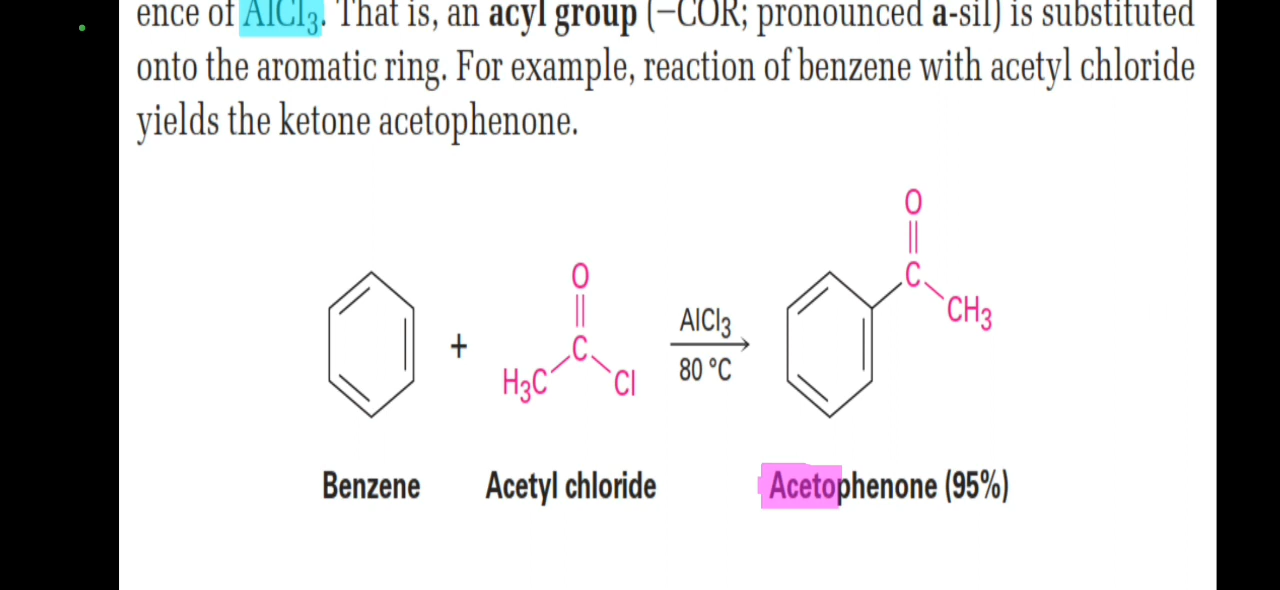 ence of AlCl3. That is, an acyl group (−COR; pronounced a-sil) is substituted
onto the aromatic ring. For example, reaction of benzene with acetyl chloride
yields the ketone acetophenone.
O
C
CH3
O
C
H3C
Cl
+
AlCl3
80 °C
Benzene
Acetyl chloride
Acetophenone (95%)